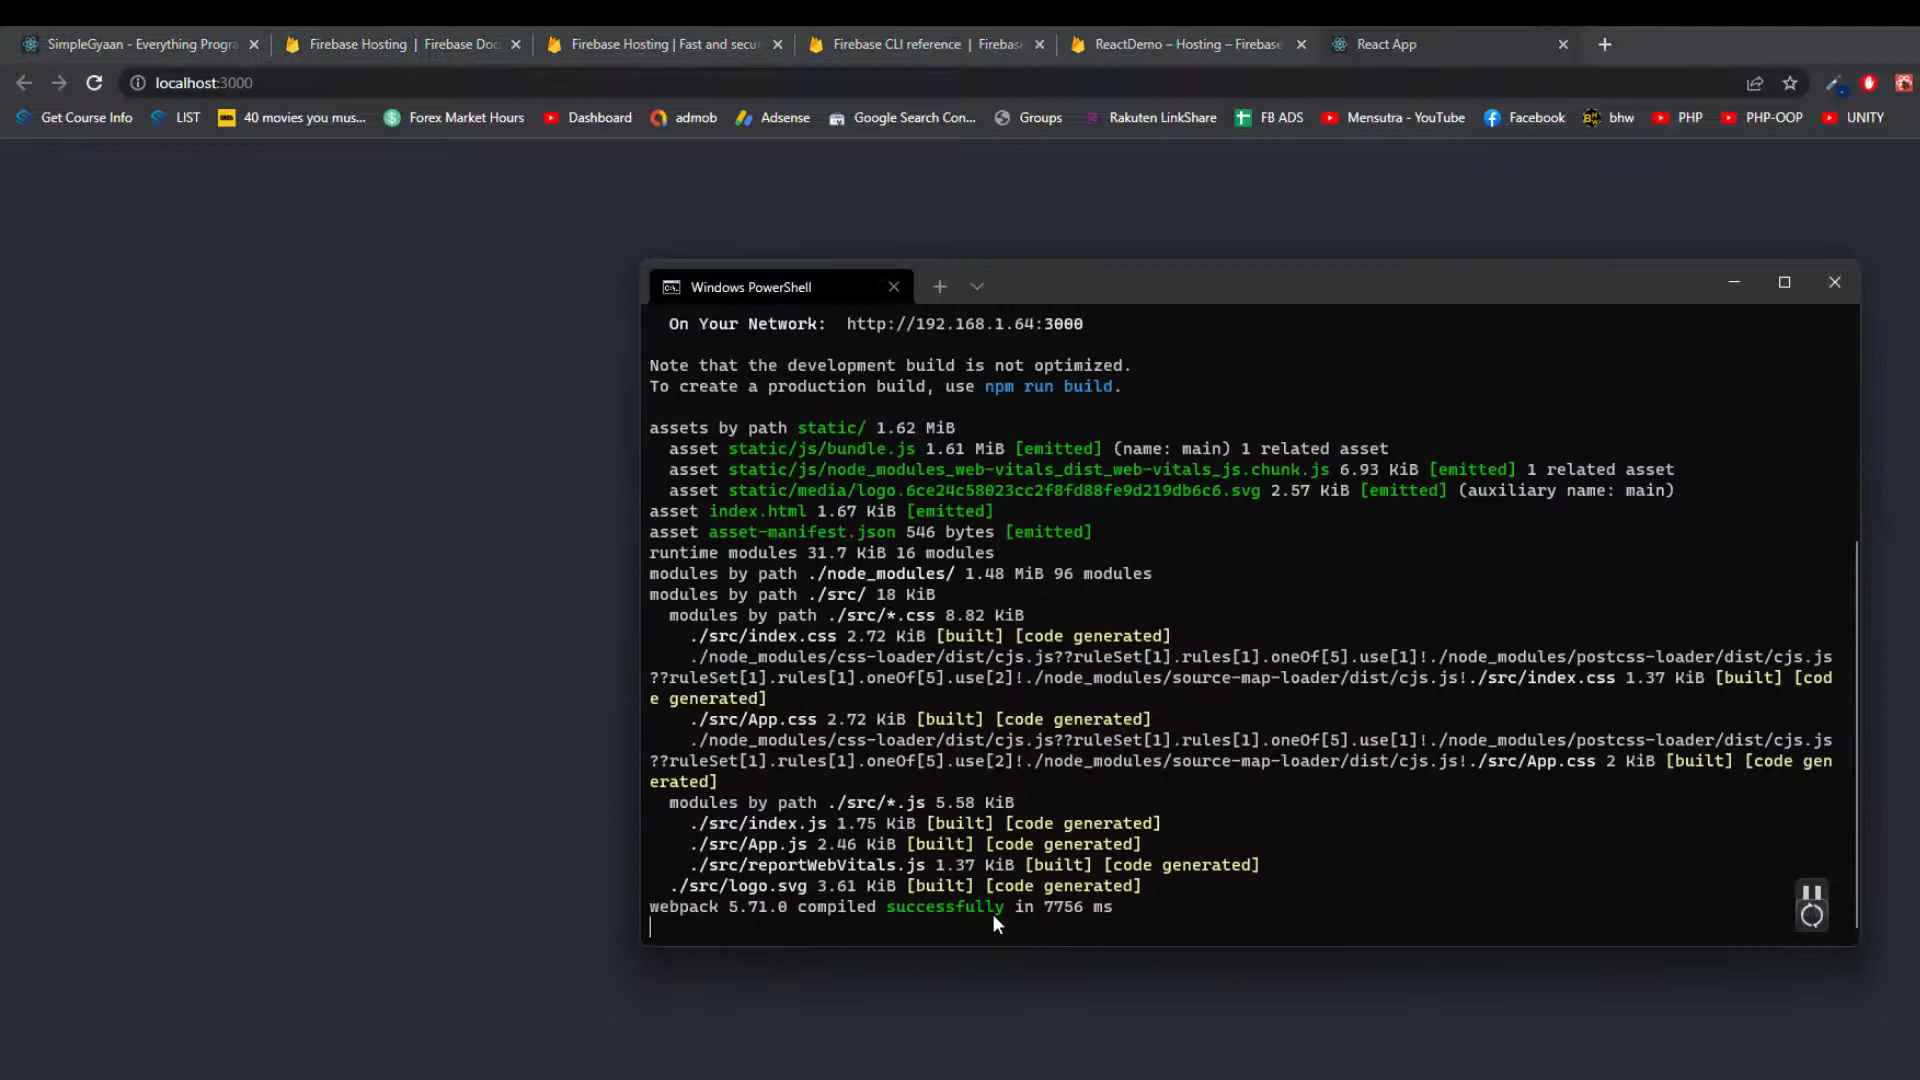 SimpleGyaan - Everything Progra
Firebase Hosting | Firebase Doc
Firebase Hosting | Fast and secu
Firebase CLI reference | Firebas
ReactDemo – Hosting – Firebase
React App
localhost:3000
Get Course Info
LIST
40 movies you mus...
Forex Market Hours
Dashboard
admob
Adsense
Google Search Con...
Groups
Rakuten LinkShare
FB ADS
Mensutra - YouTube
Facebook
bhw
PHP
PHP-OOP
UNITY
Windows PowerShell
On Your Network: http://192.168.1.64:3000
Note that the development build is not optimized.
To create a production build, use npm run build.
assets by path static/ 1.62 MiB
asset static/js/bundle.js 1.61 MiB [emitted] (name: main) 1 related asset
asset static/js/node_modules_web-vitals_dist_web-vitals_js.chunk.js 6.93 KiB [emitted] 1 related asset
asset static/media/logo.6ce24c58023cc2f8fd88fe9d219db6c6.svg 2.57 KiB [emitted] (auxiliary name: main)
asset index.html 1.67 KiB [emitted]
asset asset-manifest.json 546 bytes [emitted]
runtime modules 31.7 KiB 16 modules
modules by path ./node_modules/ 1.48 MiB 96 modules
modules by path ./src/ 18 KiB
modules by path ./src/*.css 8.82 KiB
./src/index.css 2.72 KiB [built] [code generated]
./node_modules/css-loader/dist/cjs.js??ruleSet[1].rules[1].oneOf[5].use[1]!./node_modules/postcss-loader/dist/cjs.js
??ruleSet[1].rules[1].oneOf[5].use[2]!./node_modules/source-map-loader/dist/cjs.js!./src/index.css 1.37 KiB [built] [cod
e generated]
./src/App.css 2.72 KiB [built] [code generated]
./node_modules/css-loader/dist/cjs.js??ruleSet[1].rules[1].oneOf[5].use[1]!./node_modules/postcss-loader/dist/cjs.js
??ruleSet[1].rules[1].oneOf[5].use[2]!./node_modules/source-map-loader/dist/cjs.js!./src/App.css 2 KiB [built] [code gen
erated]
modules by path ./src/*.js 5.58 KiB
./src/index.js 1.75 KiB [built] [code generated]
./src/App.js 2.46 KiB [built] [code generated]
./src/reportWebVitals.js 1.37 KiB [built] [code generated]
./src/logo.svg 3.61 KiB [built] [code generated]
webpack 5.71.0 compiled successfully in 7756 ms